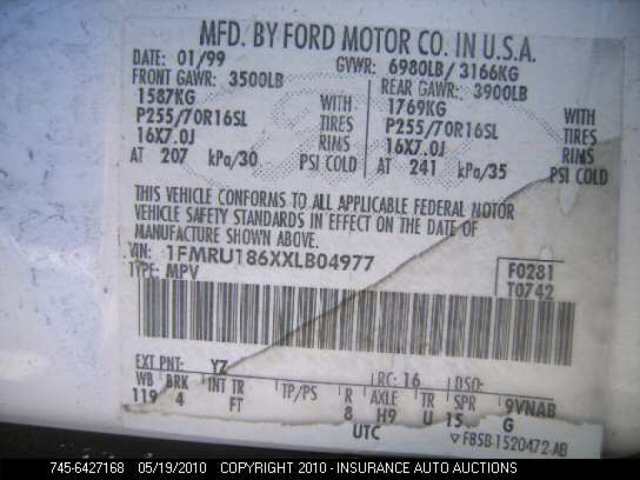 MFD. BY FORD MOTOR CO. IN U.S.A.
DATE: 01/99 GVWR: 6980LB/3166KG
FRONT GAWR: 3500LB REAR GAWR: 3900LB
1587KG WITH 1769KG WITH
P255/70R16SL TIRES P255/70R16SL TIRES
16X7.0J RIMS 16X7.0J RIMS
AT 207 kPa/30 PSI COLD AT 241 kPa/35 PSI COLD
THIS VEHICLE CONFORMS TO ALL APPLICABLE FEDERAL MOTOR
VEHICLE SAFETY STANDARDS IN EFFECT ON THE DATE OF
MANUFACTURE SHOWN ABOVE.
VIN: 1FMRU186XXLB04977 F0281
TYPE: MPV T0742
EXT PNT: YZ RC: 16 DSO:
WB BRK INT TR TP/PS R AXLE TR SPR 9VNAB
119 4 FT 8 H9 U 15 G
UTC ▽ F85B-1520472-AB
745-6427168 05/19/2010 COPYRIGHT 2010 - INSURANCE AUTO AUCTIONS